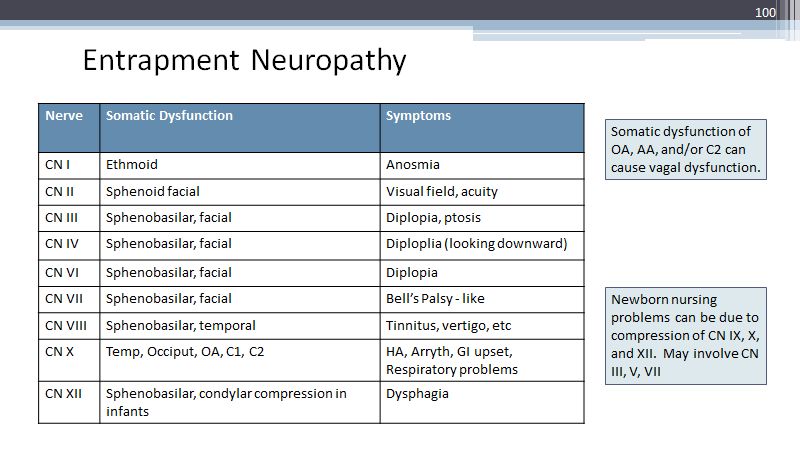 100
Entrapment Neuropathy
Nerve Somatic Dysfunction Symptoms
CN I Ethmoid Anosmia
CN II Sphenoid facial Visual field, acuity
CN III Sphenobasilar, facial Diplopia, ptosis
CN IV Sphenobasilar, facial Diploplia (looking downward)
CN VI Sphenobasilar, facial Diplopia
CN VII Sphenobasilar, facial Bell's Palsy - like
CN VIII Sphenobasilar, temporal Tinnitus, vertigo, etc
CN X Temp, Occiput, OA, C1, C2 HA, Arryth, GI upset,
Respiratory problems
CN XII Sphenobasilar, condylar compression in Dysphagia
infants
Somatic dysfunction of
OA, AA, and/or C2 can
cause vagal dysfunction.
Newborn nursing
problems can be due to
compression of CN IX, X,
and XII. May involve CN
III, V, VII